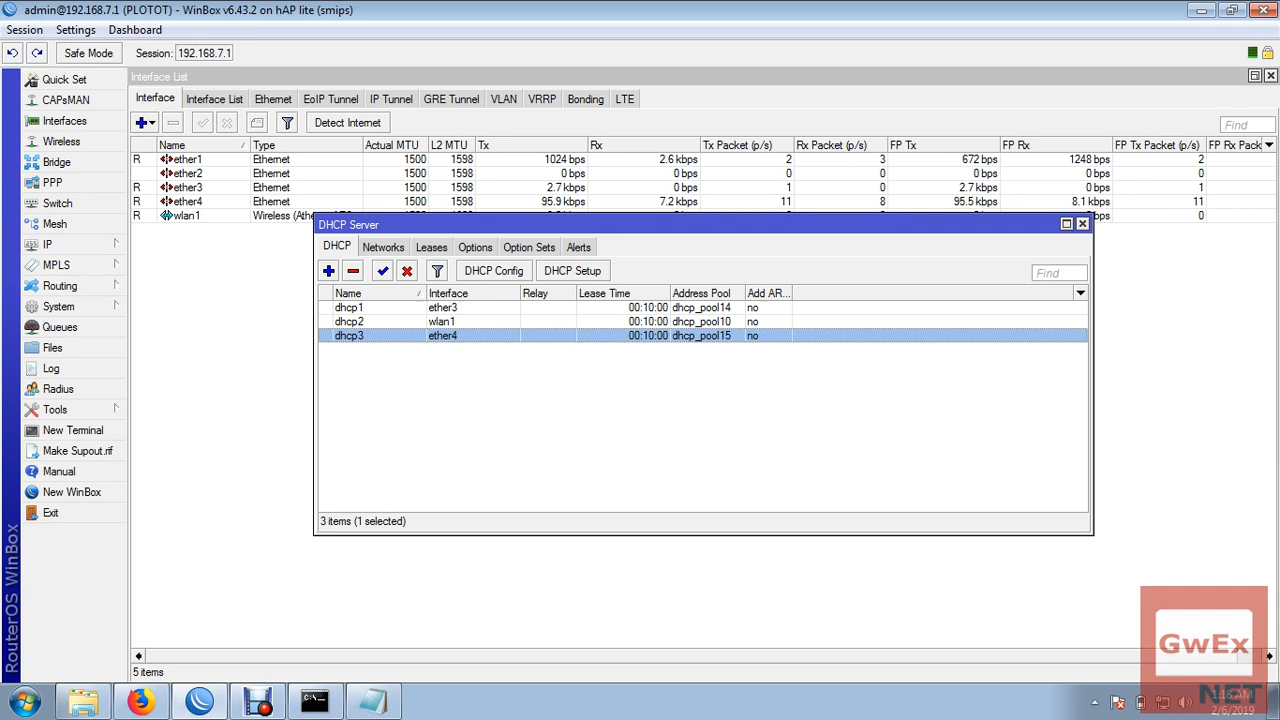 admin@192.168.7.1 (PLOTOT) - WinBox v6.43.2 on hAP lite (smips)
Session Settings Dashboard
Safe Mode Session: 192.168.7.1
Interface List
Interface Interface List Ethernet EoIP Tunnel IP Tunnel GRE Tunnel VLAN VRRP Bonding LTE
Detect Internet Find
Name Type Actual MTU L2 MTU Tx Rx Tx Packet (p/s) Rx Packet (p/s) FP Tx FP Rx FP Tx Packet (p/s) FP Rx Pack
R ether1 Ethernet 1500 1598 1024 bps 2.6 kbps 2 3 672 bps 1248 bps 2
ether2 Ethernet 1500 1598 0 bps 0 bps 0 0 0 bps 0 bps 0
R ether3 Ethernet 1500 1598 2.7 kbps 0 bps 1 0 2.7 kbps 0 bps 1
R ether4 Ethernet 1500 1598 95.9 kbps 7.2 kbps 11 8 95.5 kbps 8.1 kbps 11
R wlan1 Wireless (Athe bps 0
Quick Set
CAPsMAN
Interfaces
Wireless
Bridge
PPP
Switch
Mesh
IP
MPLS
Routing
System
Queues
Files
Log
Radius
Tools
New Terminal
Make Supout.rif
Manual
New WinBox
Exit
RouterOS WinBox
DHCP Server
DHCP Networks Leases Options Option Sets Alerts
DHCP Config DHCP Setup Find
Name Interface Relay Lease Time Address Pool Add AR...
dhcp1 ether3 00:10:00 dhcp_pool14 no
dhcp2 wlan1 00:10:00 dhcp_pool10 no
dhcp3 ether4 00:10:00 dhcp_pool15 no
3 items (1 selected)
5 items
GwEx
NET
1:18 AM
2/6/2019